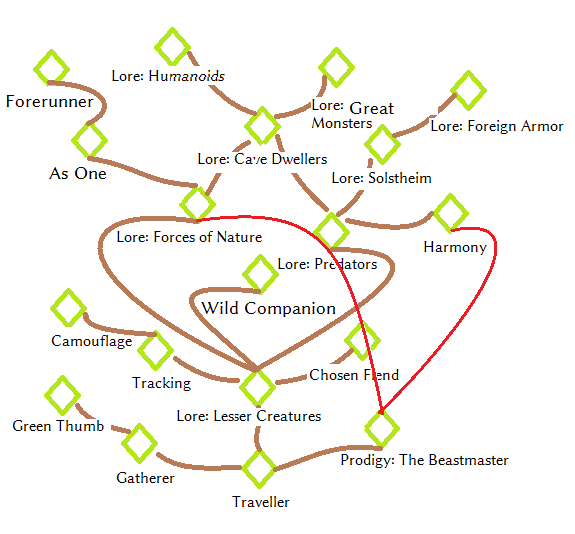 Lore: Humanoids
Forerunner
Lore: Great
Monsters
Lore: Foreign Armor
Lore: Cave Dwellers
As One
Lore: Solstheim
Lore: Forces of Nature
Harmony
Lore: Predators
Wild Companion
Camouflage
Tracking
Chosen Fiend
Lore: Lesser Creatures
Green Thumb
Prodigy: The Beastmaster
Gatherer
Traveller